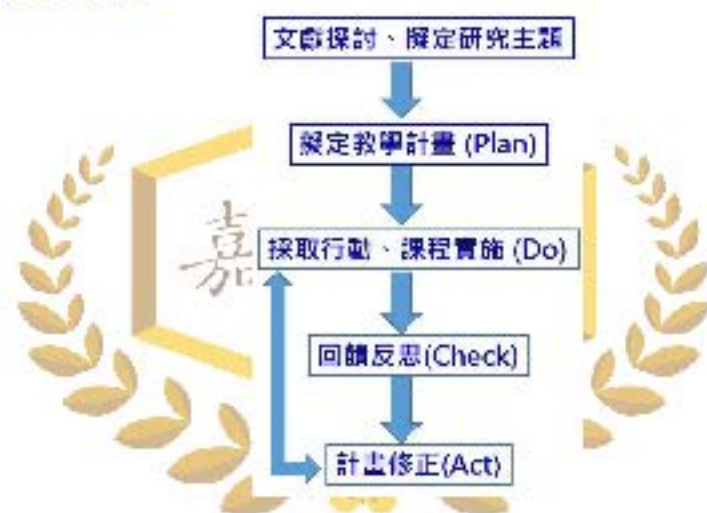 文獻探討、擬定研究主題
擬定教學計畫 (Plan)
嘉
採取行動、課程實施 (Do)
回饋反思(Check)
計畫修正(Act)